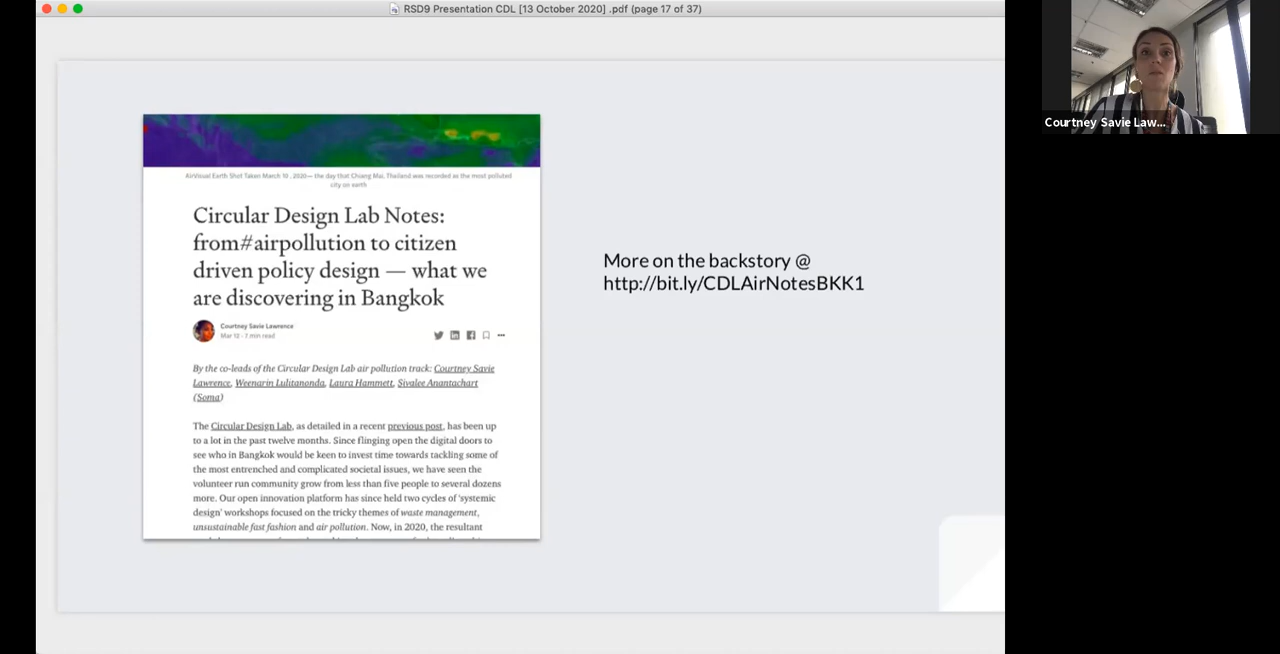 RSD9 Presentation CDL [13 October 2020] .pdf (page 17 of 37)
Courtney Savie Law...
AirVisual Earth Shot Taken March 10 , 2020— the day that Chiang Mai, Thailand was recorded as the most polluted
city on earth
Circular Design Lab Notes:
from#airpollution to citizen
driven policy design — what we
are discovering in Bangkok
Courtney Savie Lawrence
Mar 12 · 7 min read
By the co-leads of the Circular Design Lab air pollution track: Courtney Savie
Lawrence, Weenarin Lulitanonda, Laura Hammett, Sivalee Anantachart
(Soma)
The Circular Design Lab, as detailed in a recent previous post, has been up
to a lot in the past twelve months. Since flinging open the digital doors to
see who in Bangkok would be keen to invest time towards tackling some of
the most entrenched and complicated societal issues, we have seen the
volunteer run community grow from less than five people to several dozens
more. Our open innovation platform has since held two cycles of 'systemic
design' workshops focused on the tricky themes of waste management,
unsustainable fast fashion and air pollution. Now, in 2020, the resultant
More on the backstory @
http://bit.ly/CDLAirNotesBKK1